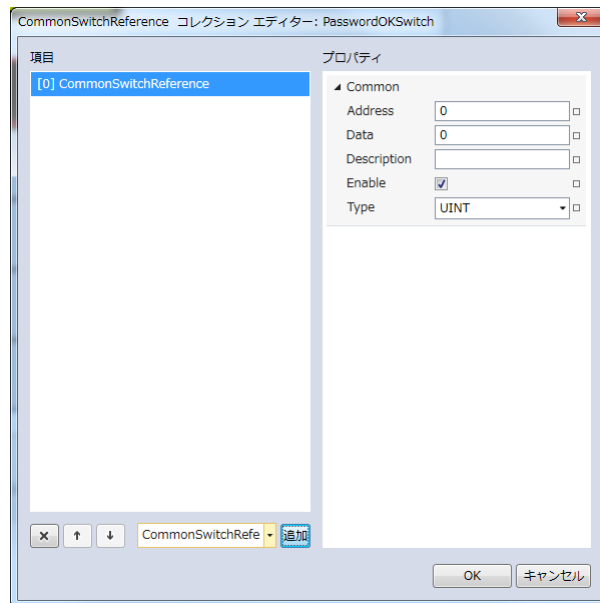 CommonSwitchReference コレクション エディター: PasswordOKSwitch
項目
[0] CommonSwitchReference
CommonSwitchRefe
追加
プロパティ
Common
Address 0
Data 0
Description
Enable
Type UINT
OK
キャンセル